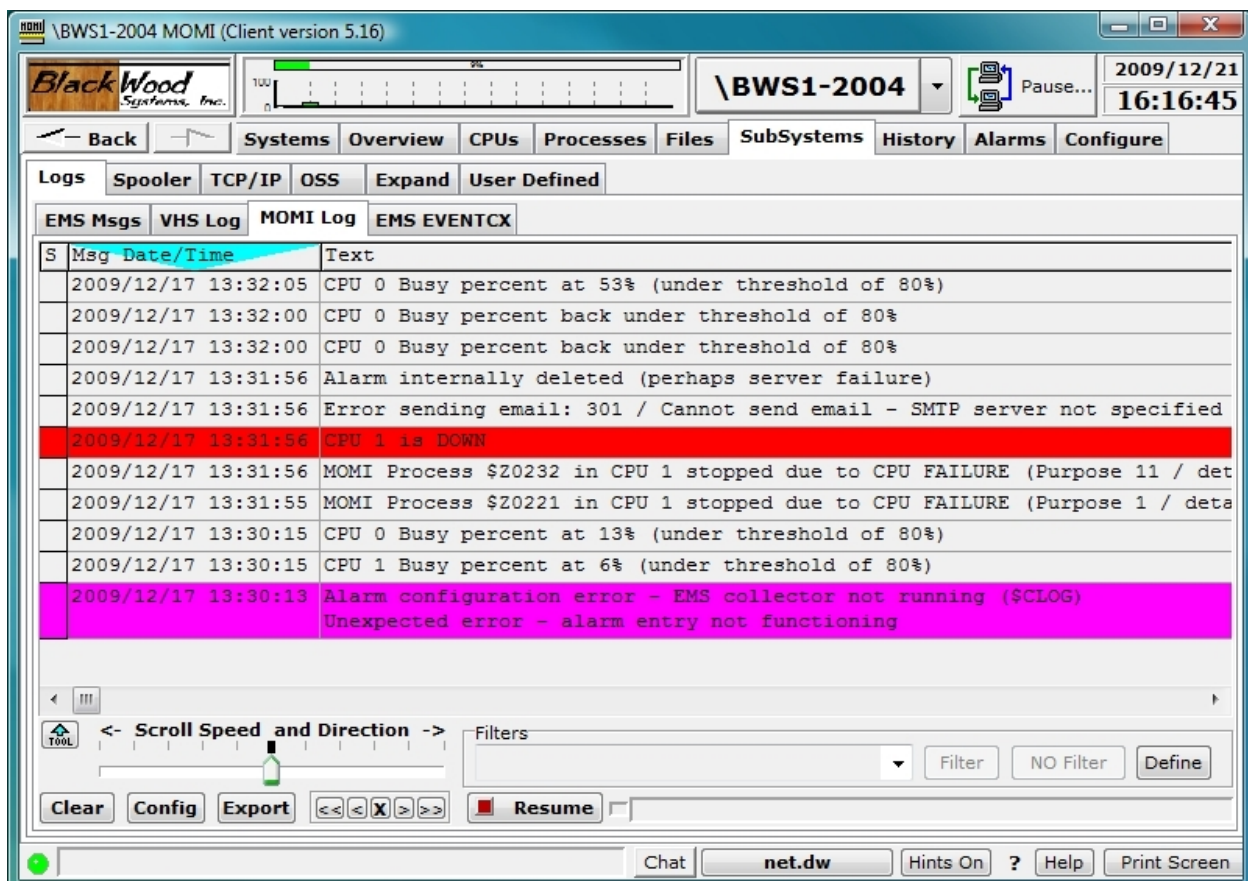 MOMI \BWS1-2004 MOMI (Client version 5.16)
BlackWood Systems, Inc.
9%
100
0
\BWS1-2004
Pause...
2009/12/21
16:16:45
Back Systems Overview CPUs Processes Files SubSystems History Alarms Configure
Logs Spooler TCP/IP OSS Expand User Defined
EMS Msgs VHS Log MOMI Log EMS EVENTCX
S Msg Date/Time Text
2009/12/17 13:32:05 CPU 0 Busy percent at 53% (under threshold of 80%)
2009/12/17 13:32:00 CPU 0 Busy percent back under threshold of 80%
2009/12/17 13:32:00 CPU 0 Busy percent back under threshold of 80%
2009/12/17 13:31:56 Alarm internally deleted (perhaps server failure)
2009/12/17 13:31:56 Error sending email: 301 / Cannot send email - SMTP server not specified
2009/12/17 13:31:56 CPU 1 is DOWN
2009/12/17 13:31:56 MOMI Process $Z0232 in CPU 1 stopped due to CPU FAILURE (Purpose 11 / det
2009/12/17 13:31:55 MOMI Process $Z0221 in CPU 1 stopped due to CPU FAILURE (Purpose 1 / deta
2009/12/17 13:30:15 CPU 0 Busy percent at 13% (under threshold of 80%)
2009/12/17 13:30:15 CPU 1 Busy percent at 6% (under threshold of 80%)
2009/12/17 13:30:13 Alarm configuration error - EMS collector not running ($CLOG)
Unexpected error - alarm entry not functioning
TOOL <- Scroll Speed and Direction ->
Filters
Filter NO Filter Define
Clear Config Export << < X > >> Resume
Chat net.dw Hints On ? Help Print Screen